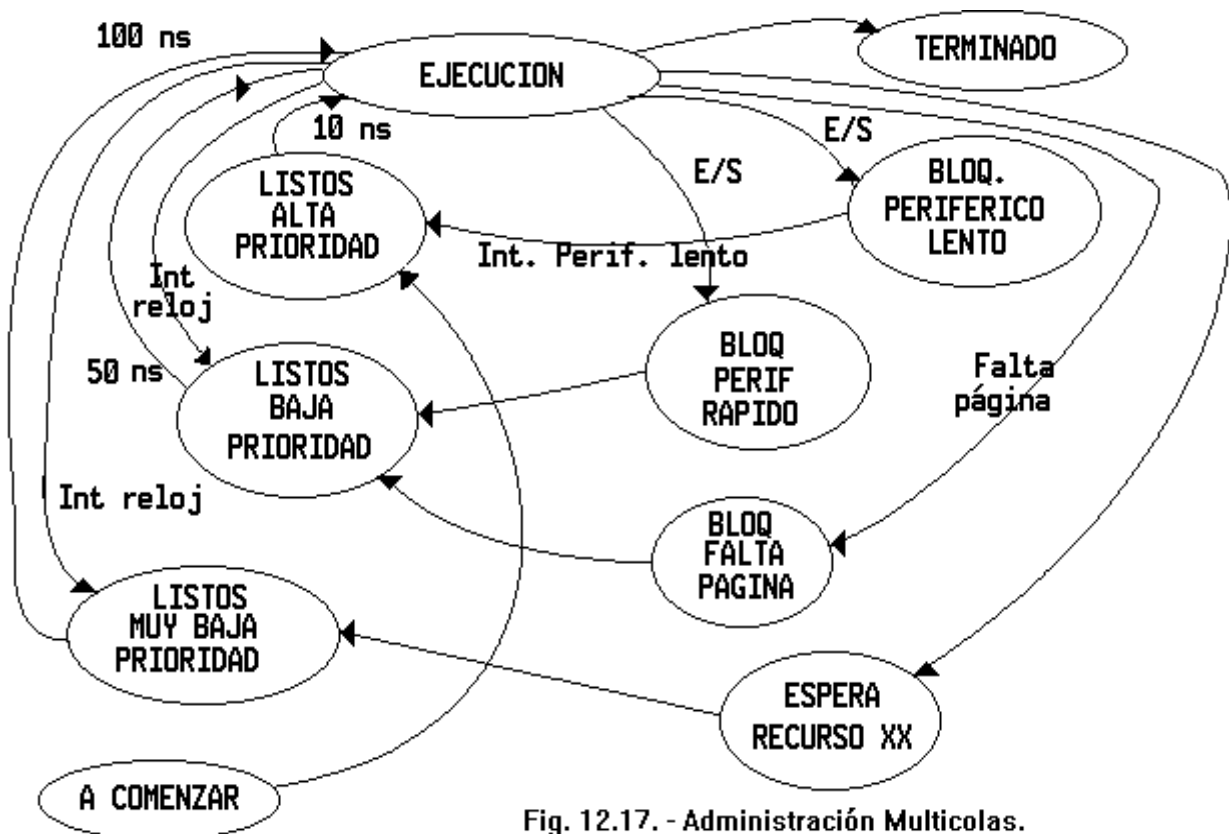 100 ns
EJECUCION
TERMINADO
10 ns
E/S
E/S
LISTOS
ALTA
PRIORIDAD
BLOQ.
PERIFERICO
LENTO
Int. Perif. lento
Int
reloj
50 ns
LISTOS
BAJA
PRIORIDAD
BLOQ
PERIF
RAPIDO
Falta
página
Int reloj
BLOQ
FALTA
PAGINA
LISTOS
MUY BAJA
PRIORIDAD
ESPERA
RECURSO XX
A COMENZAR
Fig. 12.17. - Administración Multicolas.